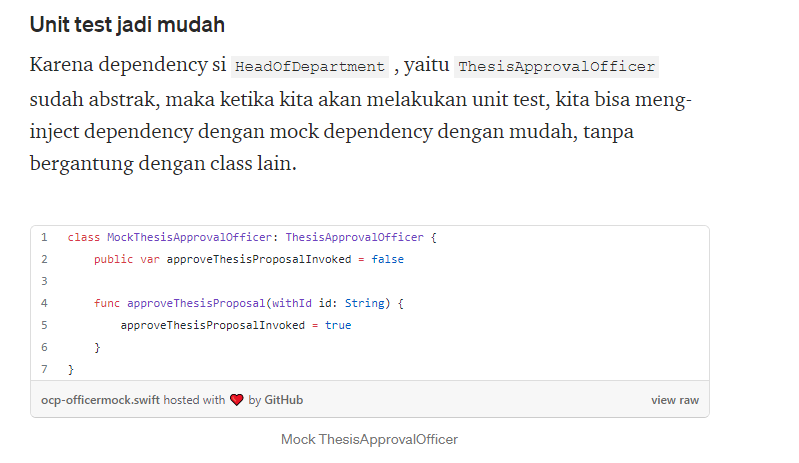 Unit test jadi mudah
Karena dependency si HeadOfDepartment , yaitu ThesisApprovalOfficer
sudah abstrak, maka ketika kita akan melakukan unit test, kita bisa meng-
inject dependency dengan mock dependency dengan mudah, tanpa
bergantung dengan class lain.
1 class MockThesisApprovalOfficer: ThesisApprovalOfficer {
2 public var approveThesisProposalInvoked = false
3
4 func approveThesisProposal(withId id: String) {
5 approveThesisProposalInvoked = true
6 }
7 }
ocp-officermock.swift hosted with ❤ by GitHub view raw
Mock ThesisApprovalOfficer